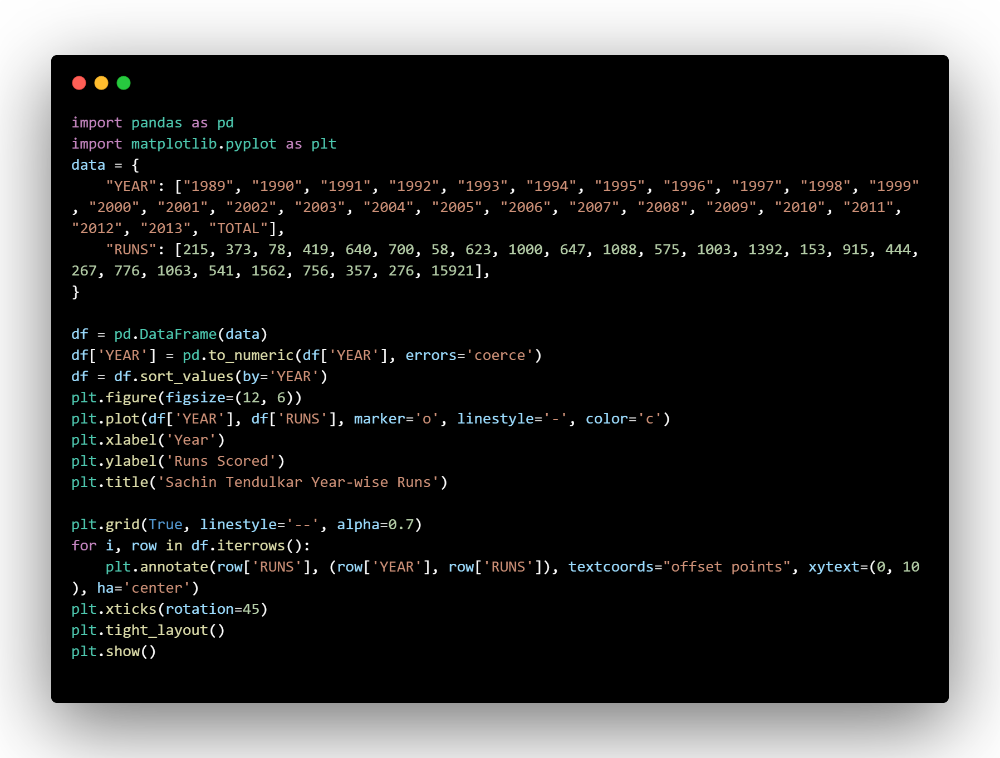 import pandas as pd
import matplotlib.pyplot as plt
data = {
    "YEAR": ["1989", "1990", "1991", "1992", "1993", "1994", "1995", "1996", "1997", "1998", "1999"
, "2000", "2001", "2002", "2003", "2004", "2005", "2006", "2007", "2008", "2009", "2010", "2011",
"2012", "2013", "TOTAL"],
    "RUNS": [215, 373, 78, 419, 640, 700, 58, 623, 1000, 647, 1088, 575, 1003, 1392, 153, 915, 444,
267, 776, 1063, 541, 1562, 756, 357, 276, 15921],
}

df = pd.DataFrame(data)
df['YEAR'] = pd.to_numeric(df['YEAR'], errors='coerce')
df = df.sort_values(by='YEAR')
plt.figure(figsize=(12, 6))
plt.plot(df['YEAR'], df['RUNS'], marker='o', linestyle='-', color='c')
plt.xlabel('Year')
plt.ylabel('Runs Scored')
plt.title('Sachin Tendulkar Year-wise Runs')

plt.grid(True, linestyle='--', alpha=0.7)
for i, row in df.iterrows():
    plt.annotate(row['RUNS'], (row['YEAR'], row['RUNS']), textcoords="offset points", xytext=(0, 10
), ha='center')
plt.xticks(rotation=45)
plt.tight_layout()
plt.show()